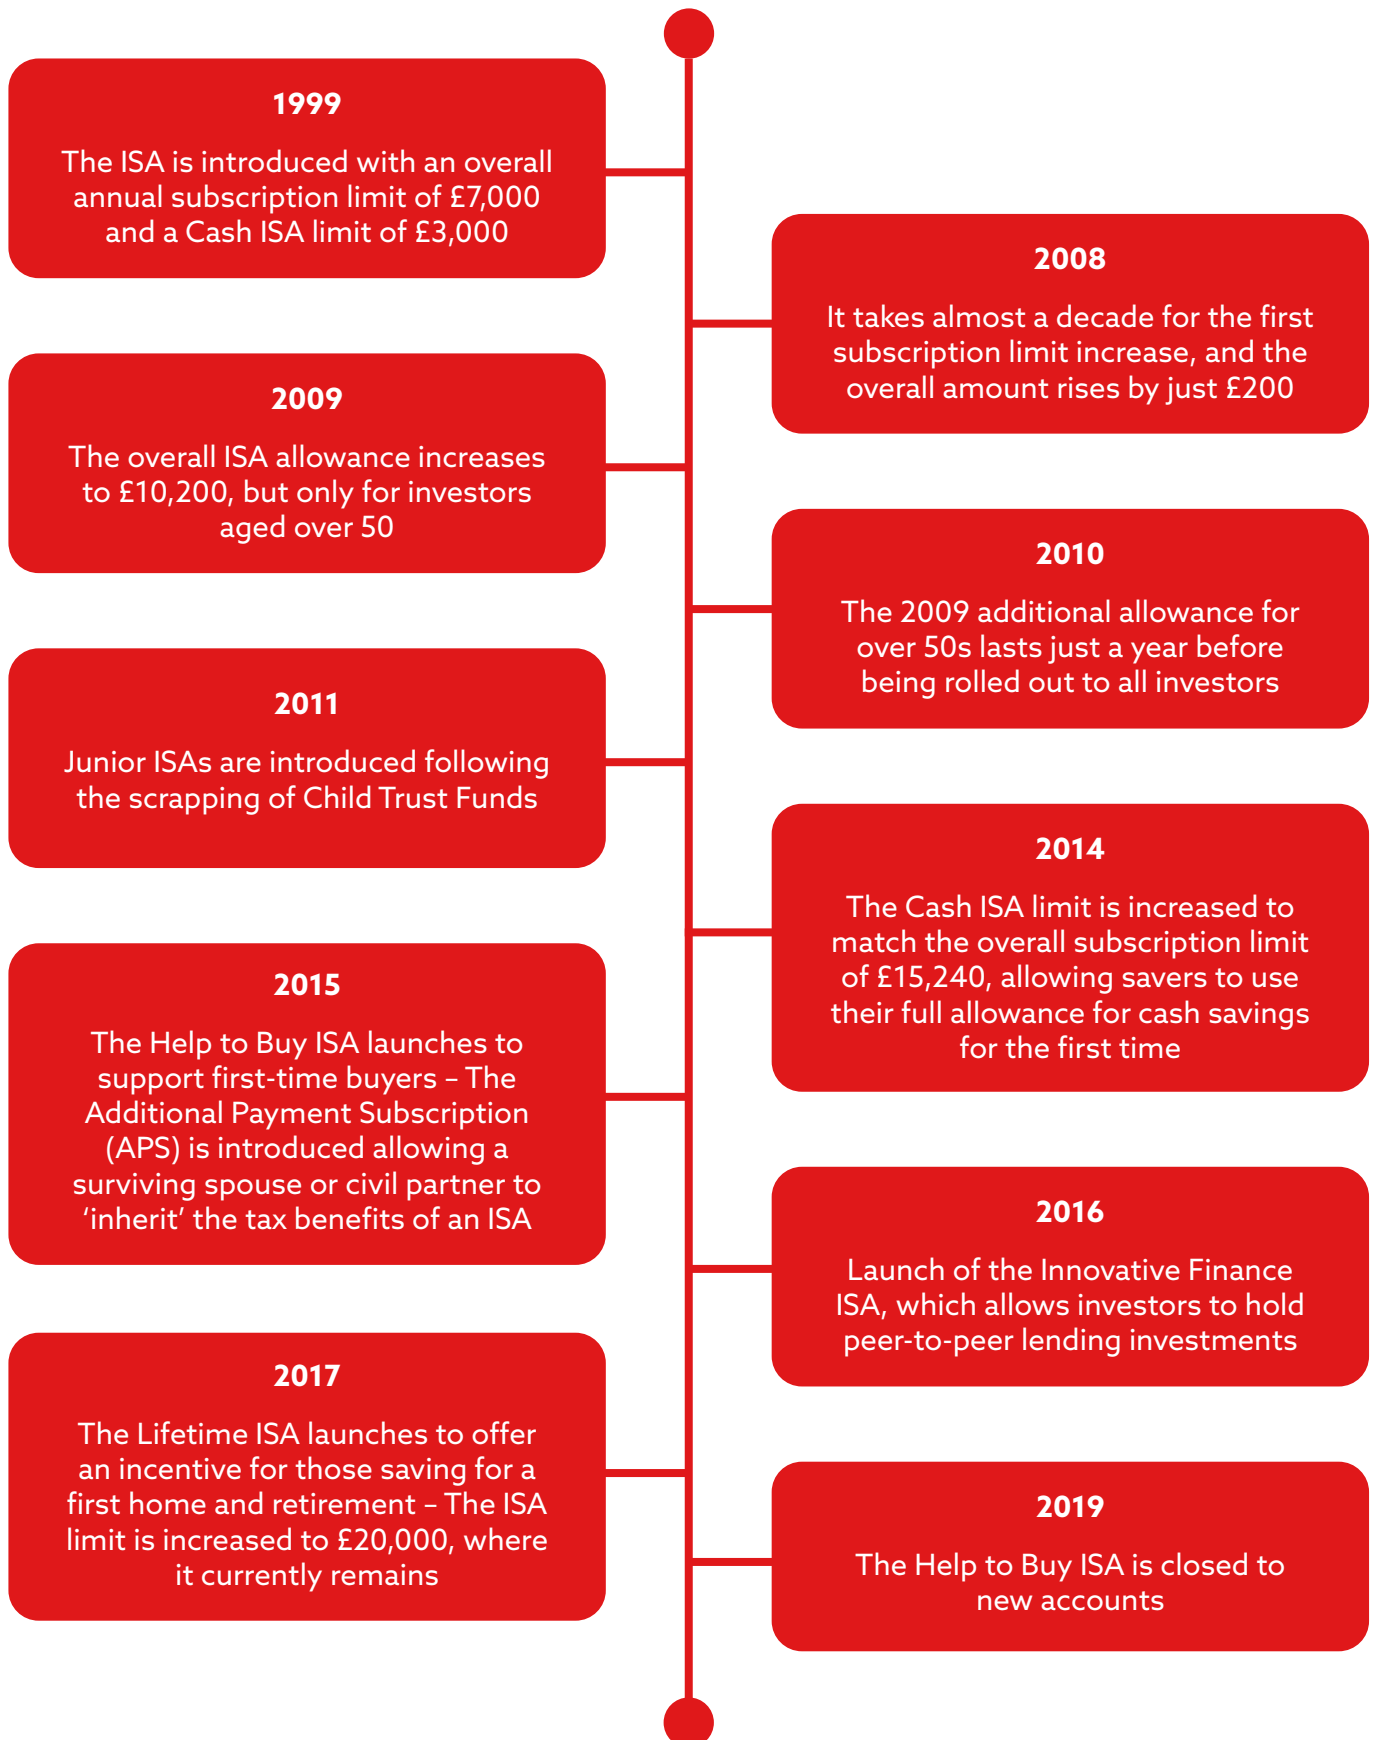 1999
The ISA is introduced with an overall
annual subscription limit of £7,000
and a Cash ISA limit of £3,000
2008
It takes almost a decade for the first
subscription limit increase, and the
overall amount rises by just £200
2009
The overall ISA allowance increases
to £10,200, but only for investors
aged over 50
2010
The 2009 additional allowance for
over 50s lasts just a year before
being rolled out to all investors
2011
Junior ISAs are introduced following
the scrapping of Child Trust Funds
2014
The Cash ISA limit is increased to
match the overall subscription limit
of £15,240, allowing savers to use
their full allowance for cash savings
for the first time
2015
The Help to Buy ISA launches to
support first-time buyers – The
Additional Payment Subscription
(APS) is introduced allowing a
surviving spouse or civil partner to
‘inherit’ the tax benefits of an ISA
2016
Launch of the Innovative Finance
ISA, which allows investors to hold
peer-to-peer lending investments
2017
The Lifetime ISA launches to offer
an incentive for those saving for a
first home and retirement – The ISA
limit is increased to £20,000, where
it currently remains
2019
The Help to Buy ISA is closed to
new accounts